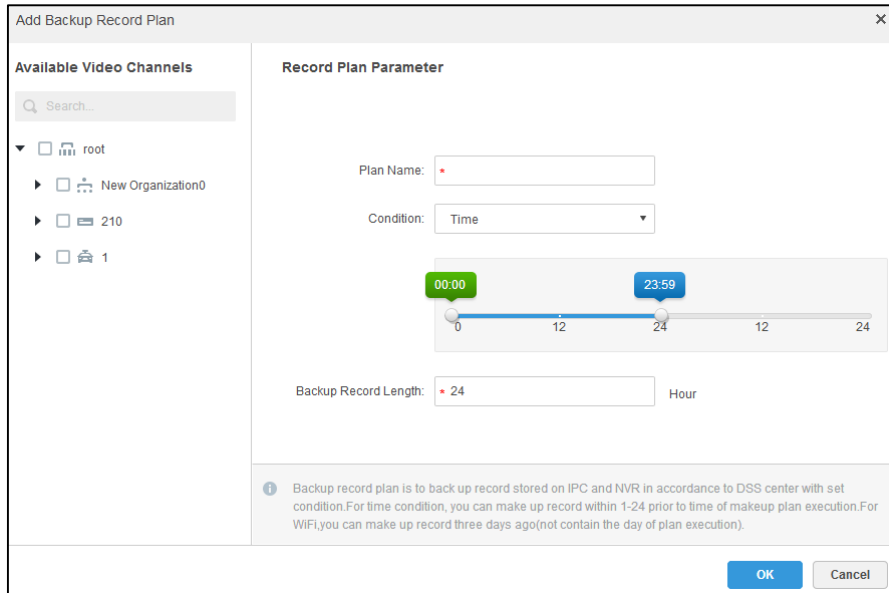 Add Backup Record Plan
×
Available Video Channels
Search...
root
New Organization0
210
1
Record Plan Parameter
Plan Name: *
Condition: Time
00:00 23:59
0 12 24 12 24
Backup Record Length: * 24 Hour
Backup record plan is to back up record stored on IPC and NVR in accordance to DSS center with set
condition.For time condition, you can make up record within 1-24 prior to time of makeup plan execution.For
WiFi,you can make up record three days ago(not contain the day of plan execution).
OK Cancel